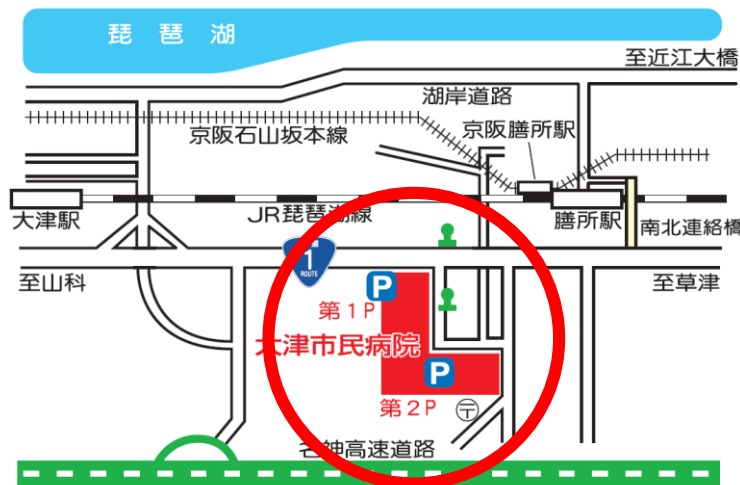 琵琶湖
至近江大橋
湖岸道路
京阪石山坂本線
京阪膳所駅
大津駅
JR琵琶湖線
膳所駅
南北連絡橋
1
ROUTE
至山科
至草津
P
第1P
大津市民病院
P
第2P
〒
名神高速道路